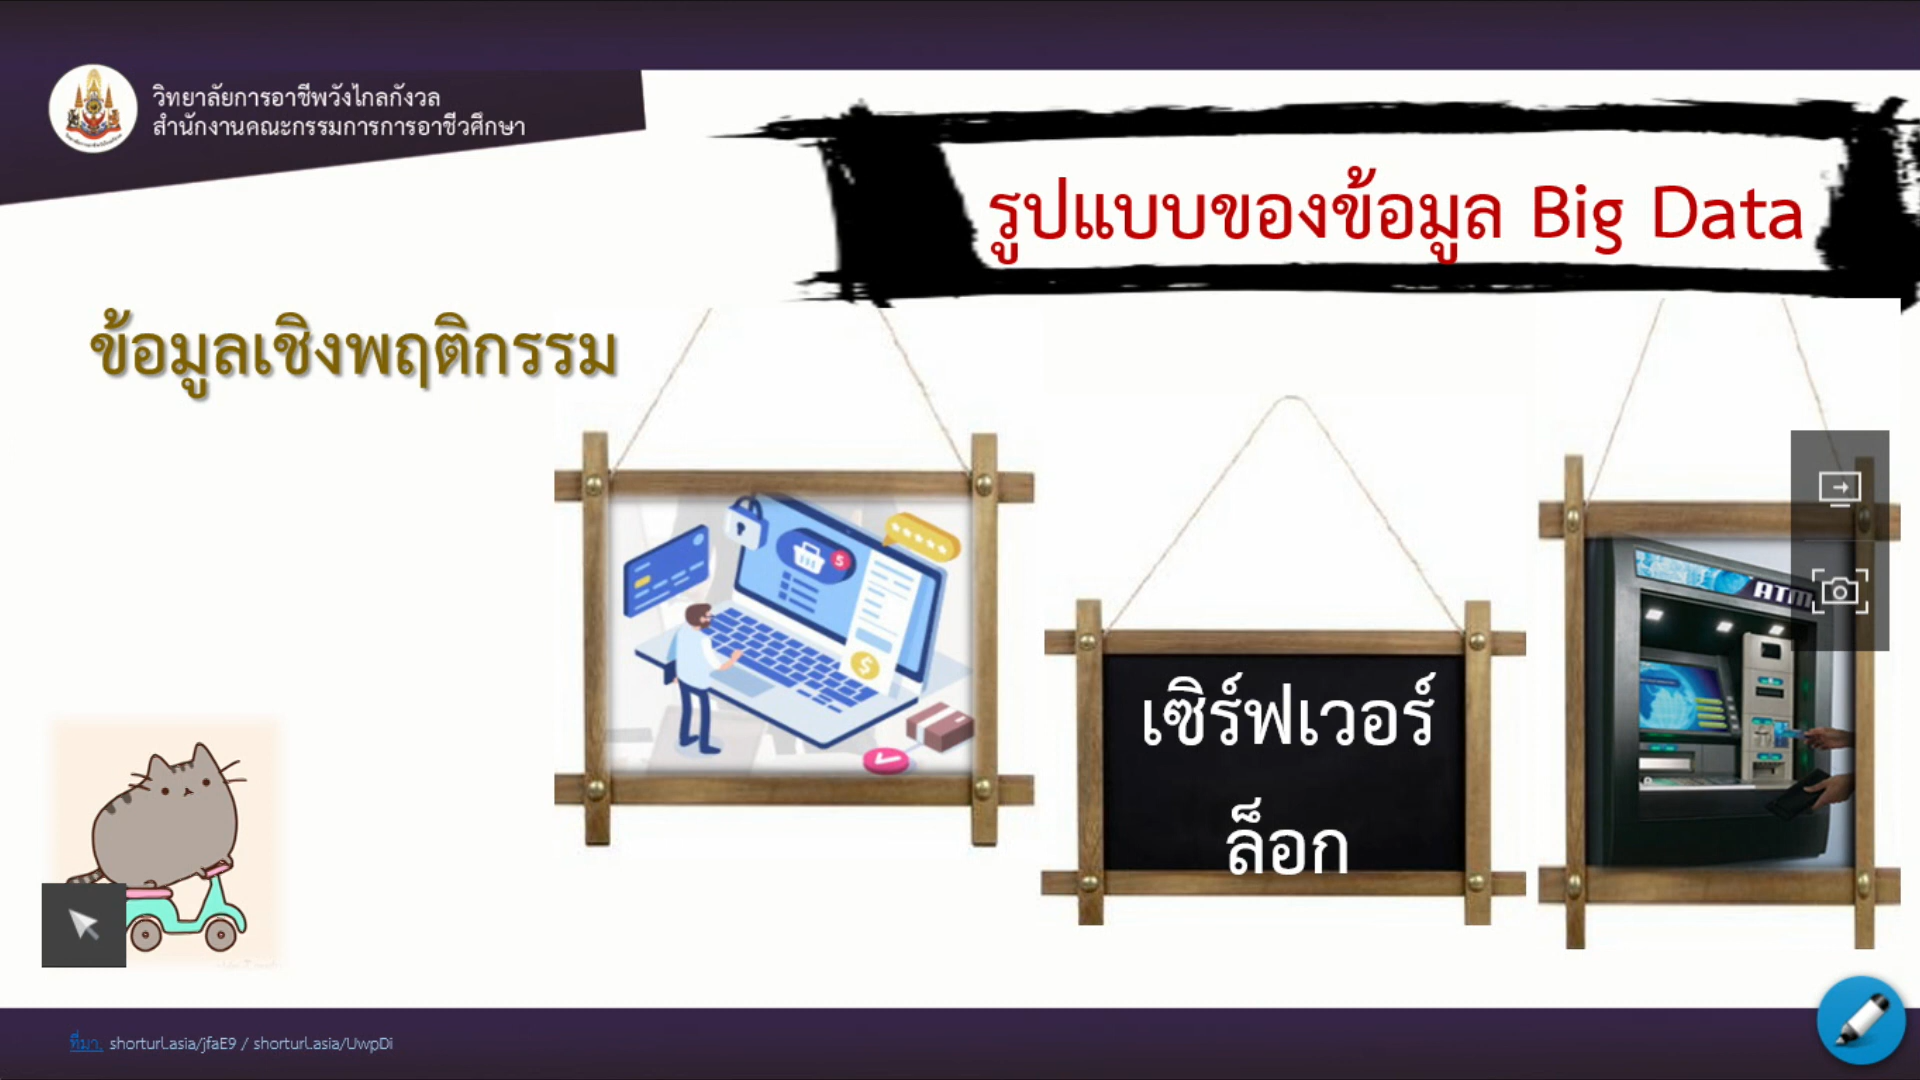 วิทยาลัยการอาชีพวังไกลกังวล
สำนักงานคณะกรรมการการอาชีวศึกษา
รูปแบบของข้อมูล Big Data
ข้อมูลเชิงพฤติกรรม
5
$
เซิร์ฟเวอร์
ล็อก
ATM
ที่มา. shorturl.asia/jfaE9 / shorturl.asia/UwpDi